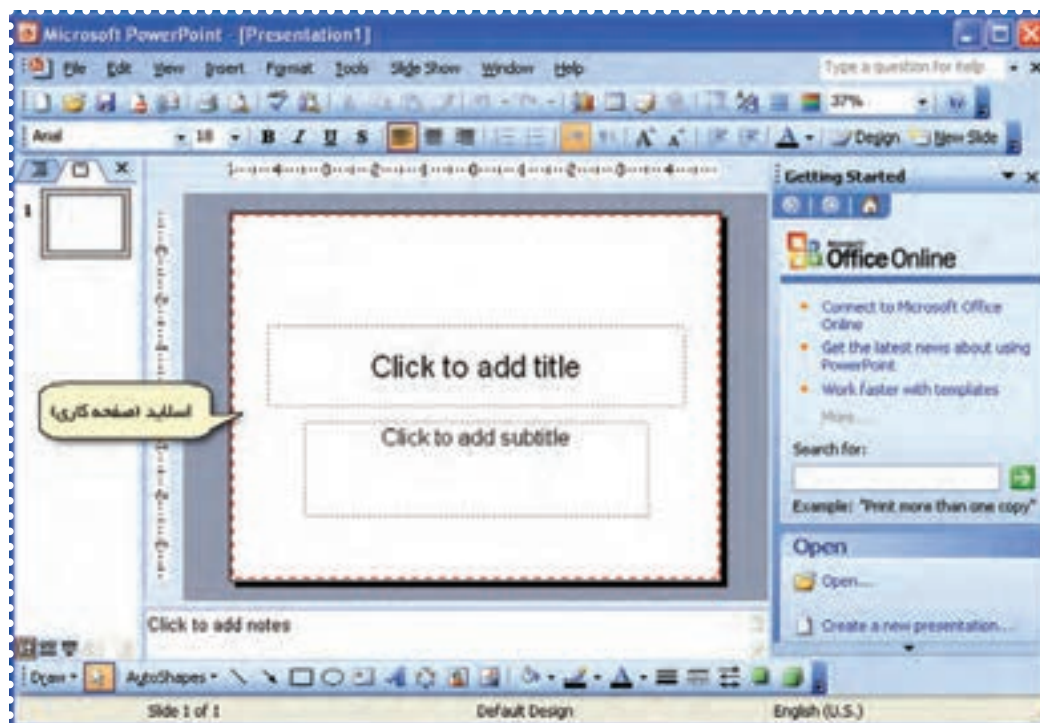 Microsoft PowerPoint - [Presentation1]
File Edit View Insert Format Tools Slide Show Window Help
Type a question for help
37%
Arial 18 B I U S A A A Design New Slide
Getting Started
1
Microsoft
Office Online
Connect to Microsoft Office
Online
Get the latest news about using
PowerPoint
Work faster with templates
More...
Search for:
Example: "Print more than one copy"
Open
Open...
Create a new presentation...
Click to add title
Click to add subtitle
اسلاید (صفحه کاری)
Click to add notes
Draw AutoShapes A
Slide 1 of 1 Default Design English (U.S.)